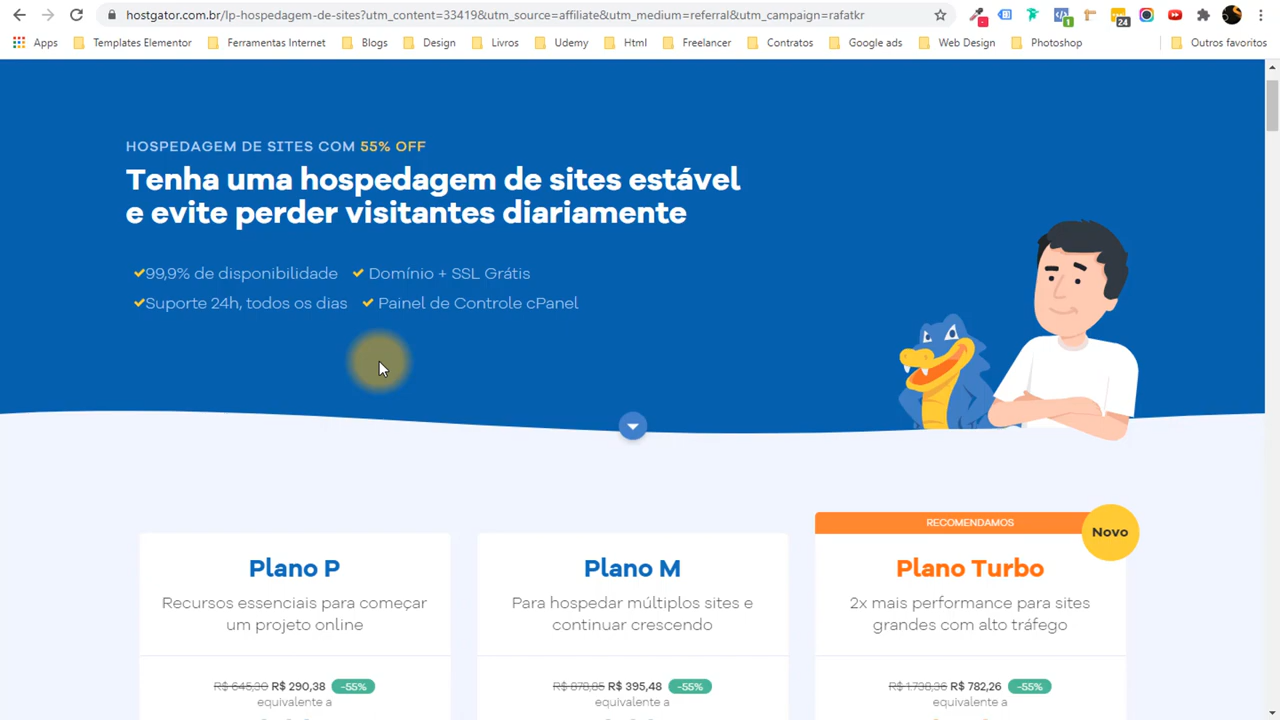 hostgator.com.br/lp-hospedagem-de-sites?utm_content=33419&utm_source=affiliate&utm_medium=referral&utm_campaign=rafatkr
1
24
Apps Templates Elementor Ferramentas Internet Blogs Design Livros Udemy Html Freelancer Contratos Google ads Web Design Photoshop Outros favoritos
HOSPEDAGEM DE SITES COM 55% OFF
Tenha uma hospedagem de sites estável
e evite perder visitantes diariamente
99,9% de disponibilidade Domínio + SSL Grátis
Suporte 24h, todos os dias Painel de Controle cPanel
RECOMENDAMOS
Novo
Plano P
Recursos essenciais para começar
um projeto online
R$ 645,30 R$ 290,38 -55%
equivalente a
Plano M
Para hospedar múltiplos sites e
continuar crescendo
R$ 878,85 R$ 395,48 -55%
equivalente a
Plano Turbo
2x mais performance para sites
grandes com alto tráfego
R$ 1.738,36 R$ 782,26 -55%
equivalente a